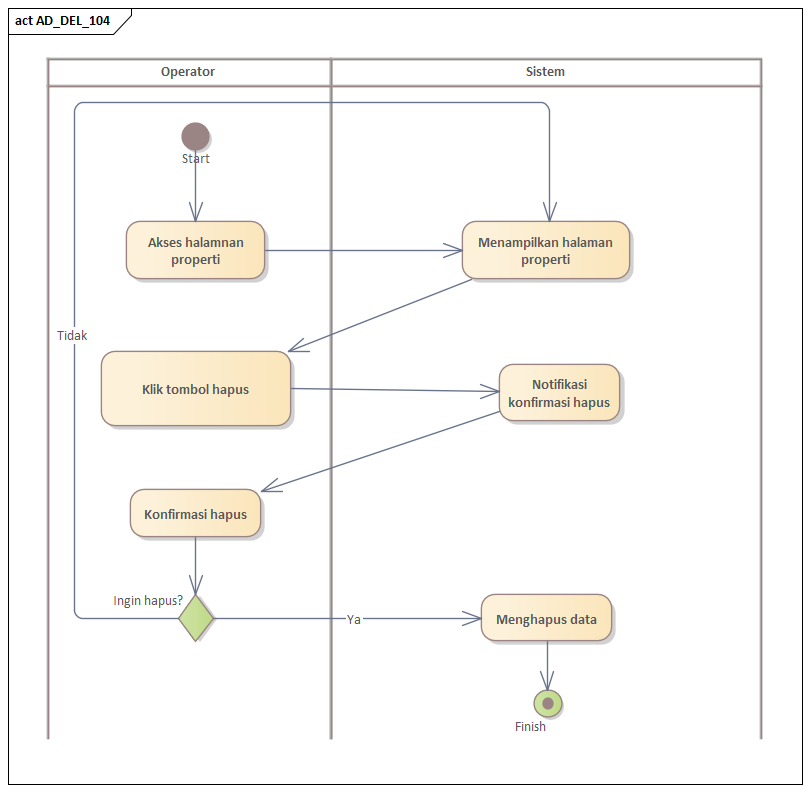 act AD_DEL_104
Operator
Sistem
Start
Akses halamnan
properti
Menampilkan halaman
properti
Tidak
Klik tombol hapus
Notifikasi
konfirmasi hapus
Konfirmasi hapus
Ingin hapus?
Ya
Menghapus data
Finish